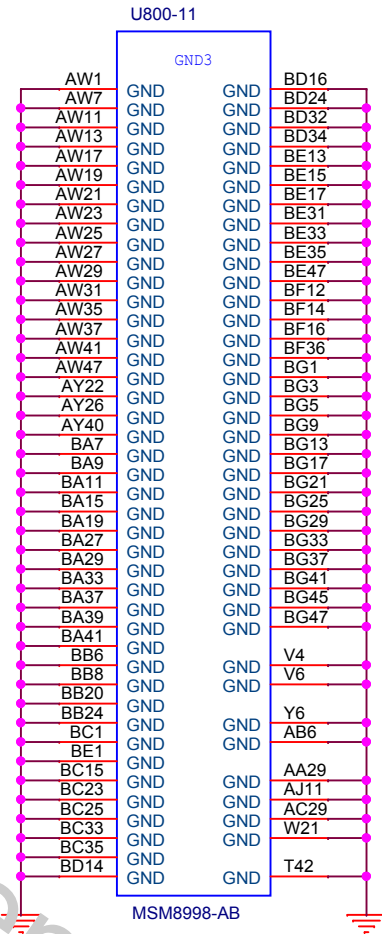 U800-11
GND3
AW1 GND GND BD16
AW7 GND GND BD24
AW11 GND GND BD32
AW13 GND GND BD34
AW17 GND GND BE13
AW19 GND GND BE15
AW21 GND GND BE17
AW23 GND GND BE31
AW25 GND GND BE33
AW27 GND GND BE35
AW29 GND GND BE47
AW31 GND GND BF12
AW35 GND GND BF14
AW37 GND GND BF16
AW41 GND GND BF36
AW47 GND GND BG1
AY22 GND GND BG3
AY26 GND GND BG5
AY40 GND GND BG9
BA7 GND GND BG13
BA9 GND GND BG17
BA11 GND GND BG21
BA15 GND GND BG25
BA19 GND GND BG29
BA27 GND GND BG33
BA29 GND GND BG37
BA33 GND GND BG41
BA37 GND GND BG45
BA39 GND GND BG47
BA41 GND
BB6 GND GND V4
BB8 GND GND V6
BB20 GND
BB24 GND GND Y6
BC1 GND GND AB6
BE1 GND
BC15 GND GND AA29
BC23 GND GND AJ11
BC25 GND GND AC29
BC33 GND GND W21
BC35 GND
BD14 GND GND T42
MSM8998-AB